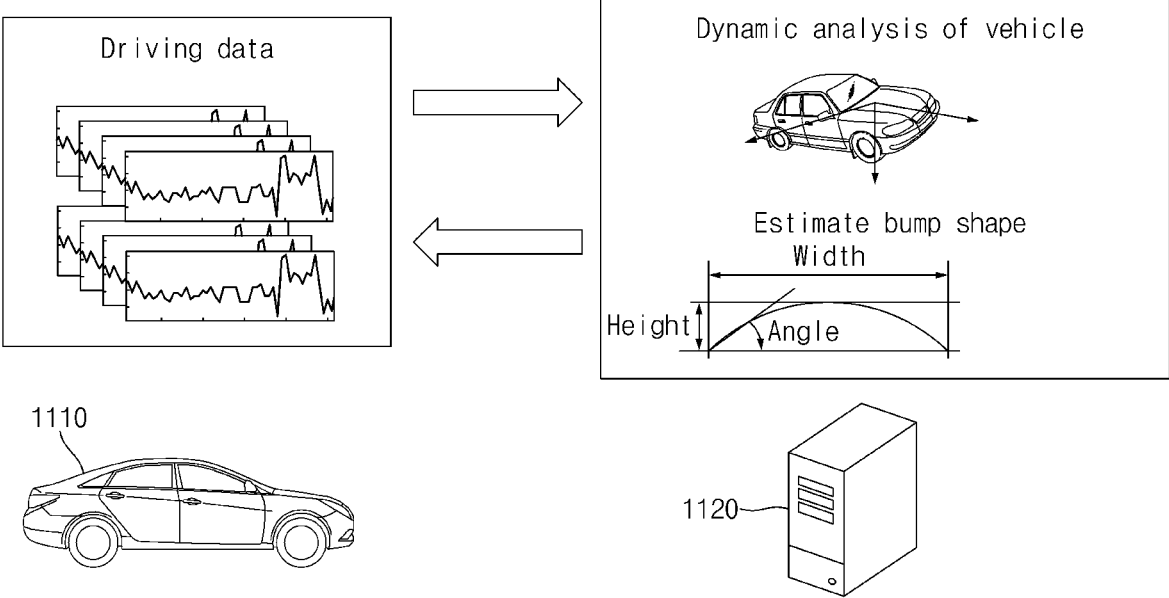 Driving data
Dynamic analysis of vehicle
Estimate bump shape
Width
Height
Angle
1110
1120